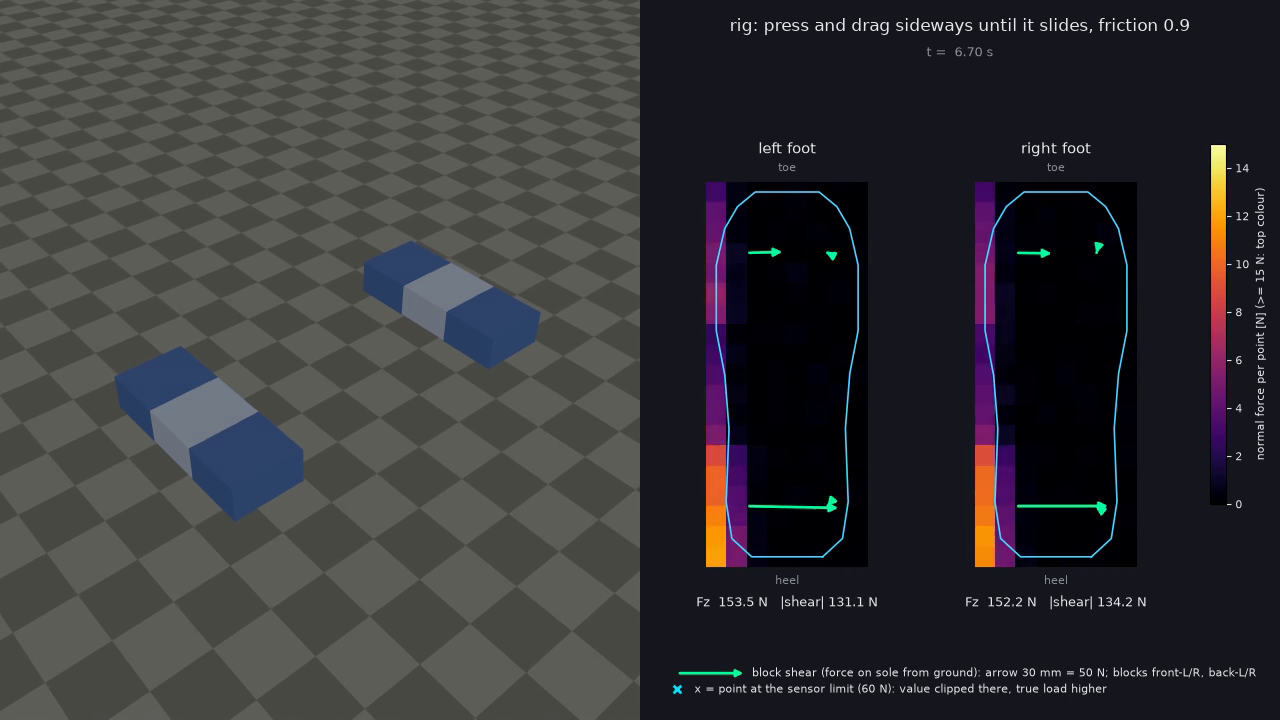 rig: press and drag sideways until it slides, friction 0.9
t =  6.70 s
left foot
right foot
toe
toe
14
12
10
8
6
4
2
0
normal force per point [N] (>= 15 N: top colour)
heel
heel
Fz  153.5 N   |shear| 131.1 N
Fz  152.2 N   |shear| 134.2 N
block shear (force on sole from ground): arrow 30 mm = 50 N; blocks front-L/R, back-L/R
x = point at the sensor limit (60 N): value clipped there, true load higher